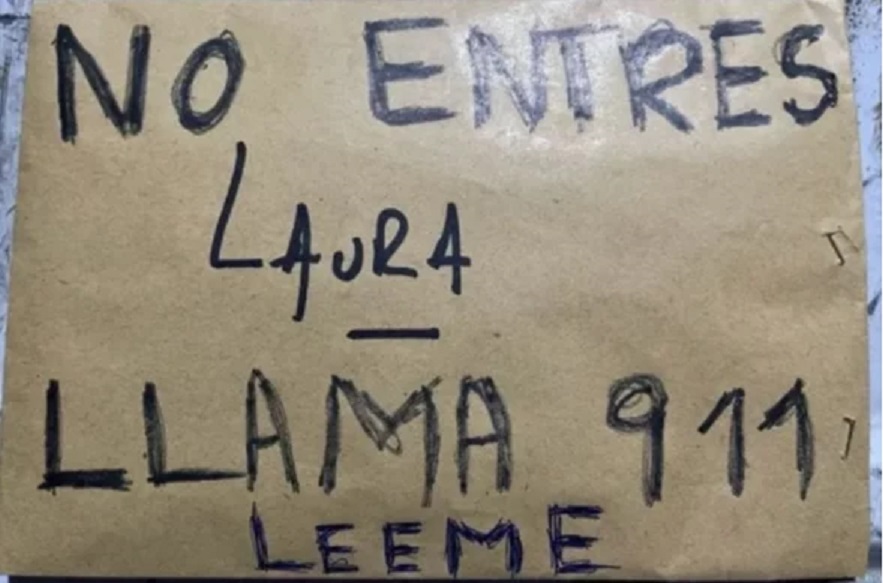 NO ENTRES
LAURA
—
LLAMA 911
LEEME